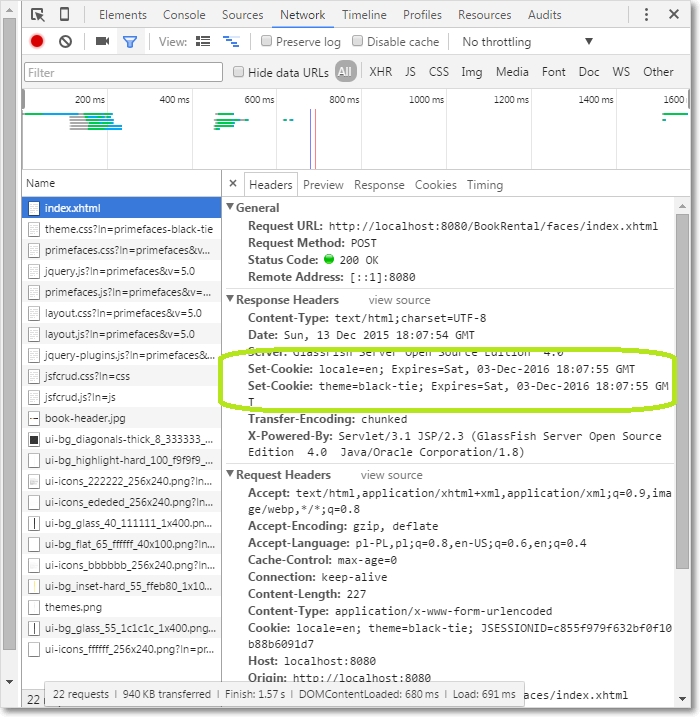 Elements Console Sources Network Timeline Profiles Resources Audits
View: Preserve log Disable cache No throttling
Filter Hide data URLs All XHR JS CSS Img Media Font Doc WS Other
200 ms 400 ms 600 ms 800 ms 1000 ms 1200 ms 1400 ms 1600
Name
index.xhtml
theme.css?ln=primefaces-black-tie
primefaces.css?ln=primefaces&v...
jquery.js?ln=primefaces&v=5.0
primefaces.js?ln=primefaces&v...
layout.css?ln=primefaces&v=5.0
layout.js?ln=primefaces&v=5.0
jquery-plugins.js?ln=primefaces...
jsfcrud.css?ln=css
jsfcrud.js?ln=js
book-header.jpg
ui-bg_diagonals-thick_8_333333_...
ui-bg_highlight-hard_100_f9f9f9_...
ui-icons_222222_256x240.png?ln...
ui-icons_ededed_256x240.png?ln...
ui-bg_glass_40_111111_1x400.pn...
ui-bg_flat_65_ffffff_40x100.png?l...
ui-icons_bbbbbb_256x240.png?l...
ui-bg_inset-hard_55_ffeb80_1x10...
themes.png
ui-bg_glass_55_1c1c1c_1x400.pn...
ui-icons_ffffff_256x240.png?ln=pr...
Headers Preview Response Cookies Timing
General
Request URL: http://localhost:8080/BookRental/faces/index.xhtml
Request Method: POST
Status Code: 200 OK
Remote Address: [::1]:8080
Response Headers view source
Content-Type: text/html;charset=UTF-8
Date: Sun, 13 Dec 2015 18:07:54 GMT
Server: GlassFish Server Open Source Edition 4.0
Set-Cookie: locale=en; Expires=Sat, 03-Dec-2016 18:07:55 GMT
Set-Cookie: theme=black-tie; Expires=Sat, 03-Dec-2016 18:07:55 GM
T
Transfer-Encoding: chunked
X-Powered-By: Servlet/3.1 JSP/2.3 (GlassFish Server Open Source
Edition 4.0 Java/Oracle Corporation/1.8)
Request Headers view source
Accept: text/html,application/xhtml+xml,application/xml;q=0.9,ima
ge/webp,*/*;q=0.8
Accept-Encoding: gzip, deflate
Accept-Language: pl-PL,pl;q=0.8,en-US;q=0.6,en;q=0.4
Cache-Control: max-age=0
Connection: keep-alive
Content-Length: 227
Content-Type: application/x-www-form-urlencoded
Cookie: locale=en; theme=black-tie; JSESSIONID=c855f979f632bf0f10
b88b6091d7
Host: localhost:8080
Origin: http://localhost:8080
es/index.xhtml
22 requests | 940 KB transferred | Finish: 1.57 s | DOMContentLoaded: 680 ms | Load: 691 ms